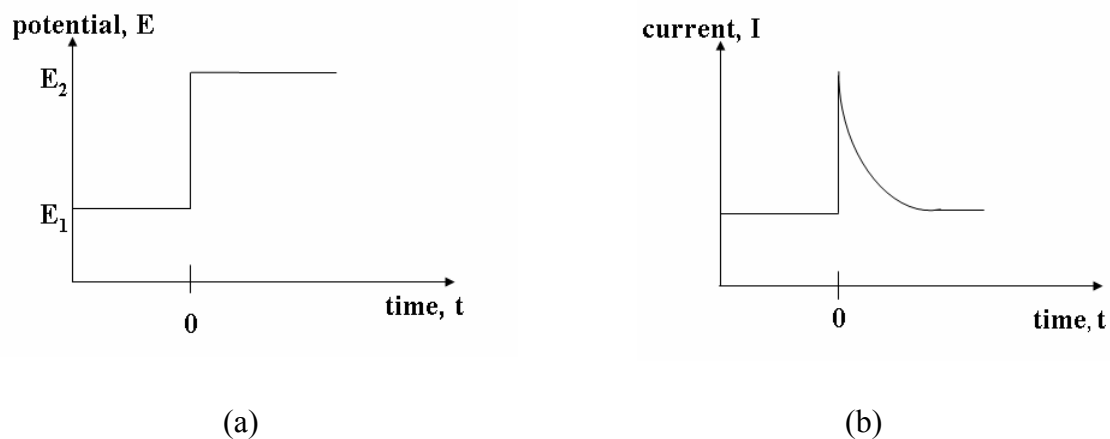 potential, E
E2
E1
0
time, t
(a)
current, I
0
time, t
(b)